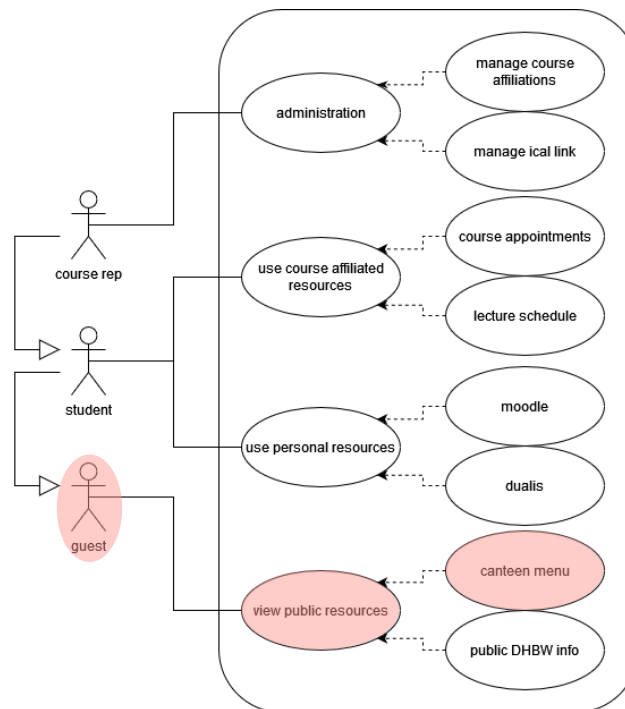 manage course
affiliations
administration
manage ical link
course rep
course appointments
use course affiliated
resources
lecture schedule
student
moodle
use personal resources
dualis
guest
canteen menu
view public resources
public DHBW info